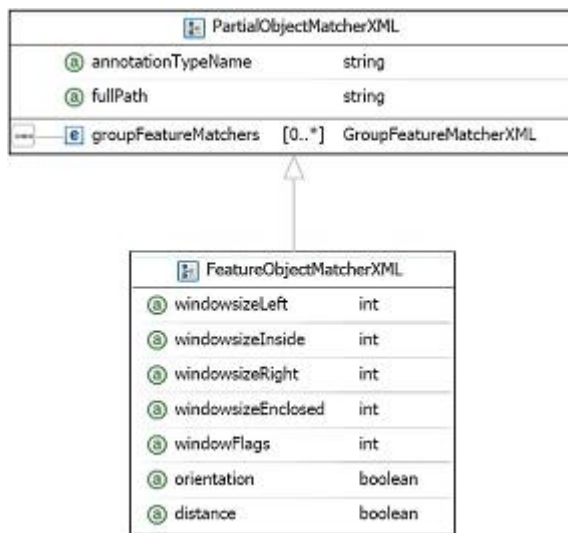 PartialObjectMatcherXML
a annotationTypeName string
a fullPath string
e groupFeatureMatchers [0..*] GroupFeatureMatcherXML
FeatureObjectMatcherXML
a windowsizeLeft int
a windowsizeInside int
a windowsizeRight int
a windowsizeEnclosed int
a windowFlags int
a orientation boolean
a distance boolean